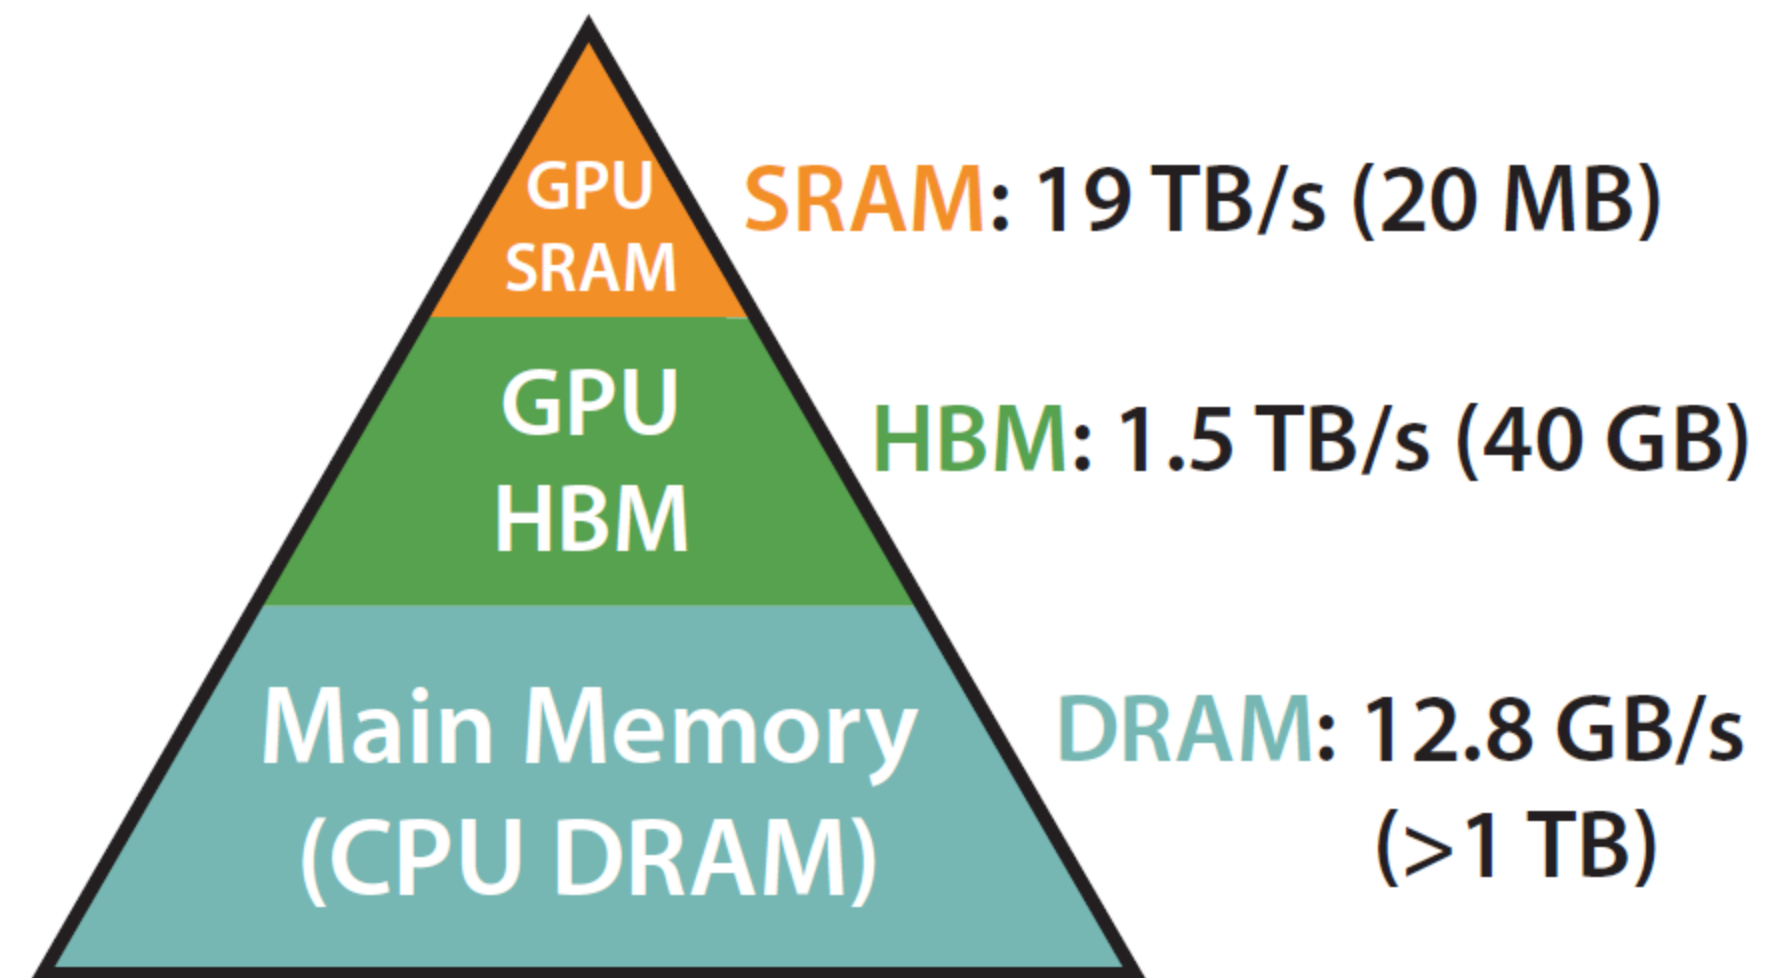 GPU
SRAM
SRAM: 19 TB/s (20 MB)
GPU
HBM
HBM: 1.5 TB/s (40 GB)
Main Memory
(CPU DRAM)
DRAM: 12.8 GB/s
(>1 TB)